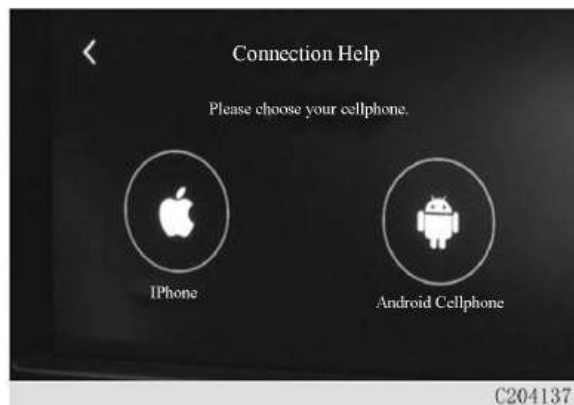 Connection Help
Please choose your cellphone.
IPhone
Android Cellphone
C204137